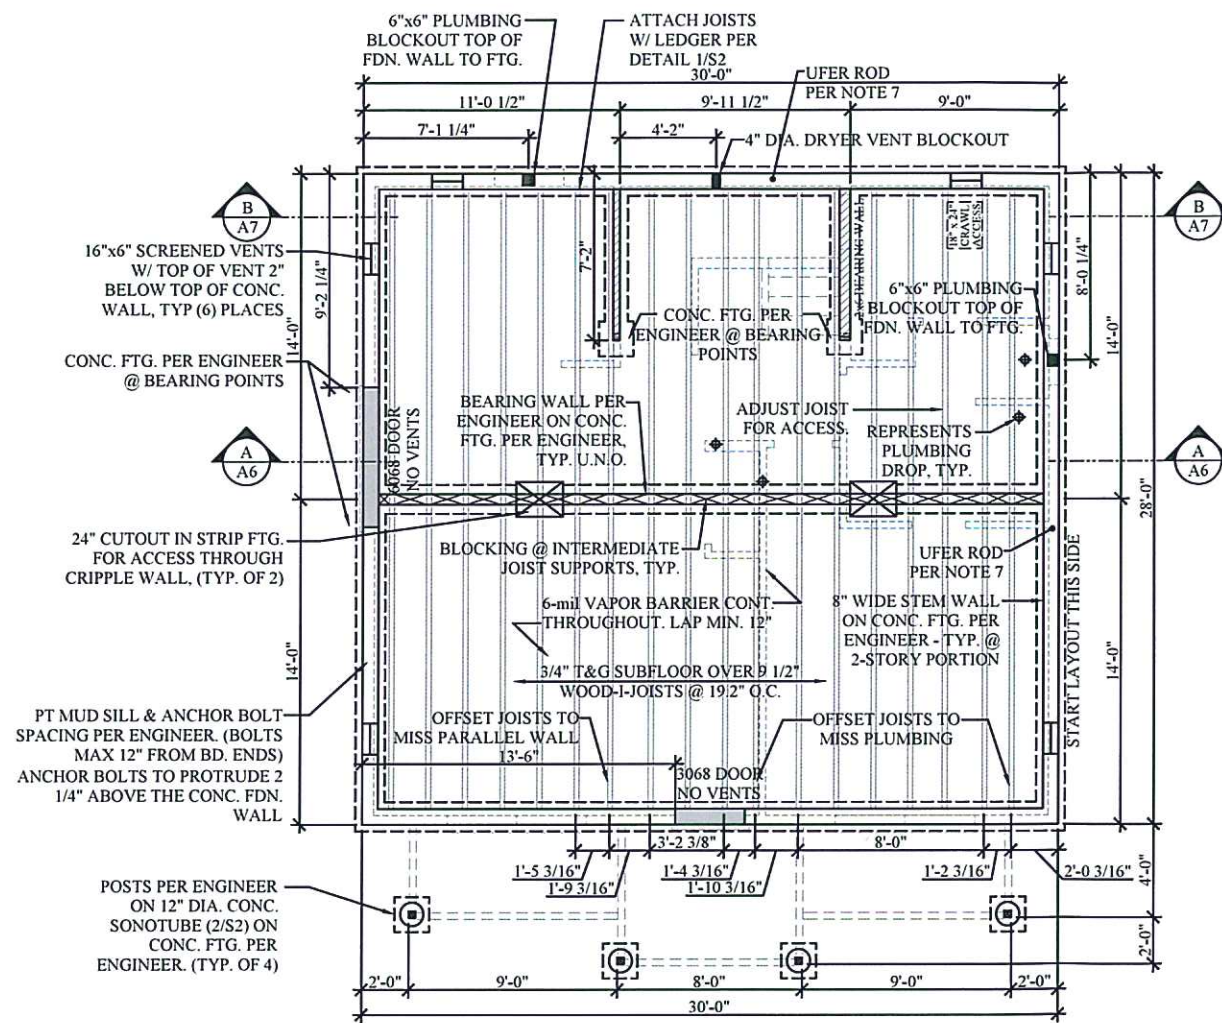 6"x6" PLUMBING
BLOCKOUT TOP OF
FDN. WALL TO FTG.
ATTACH JOISTS
W/ LEDGER PER
DETAIL 1/S2
30'-0"
UFER ROD
PER NOTE 7
11'-0 1/2"
9'-11 1/2"
9'-0"
7'-1 1/4"
4'-2"
4" DIA. DRYER VENT BLOCKOUT
B
A7
B
A7
16"x6" SCREENED VENTS
W/ TOP OF VENT 2"
BELOW TOP OF CONC.
WALL, TYP (6) PLACES
9'-2 1/4"
14'-0"
7'-2"
2x6 BEARING WALL
18" x 24"
CRAWL
ACCESS
8'-0 1/4"
14'-0"
6"x6" PLUMBING
BLOCKOUT TOP OF
FDN. WALL TO FTG.
CONC. FTG. PER
ENGINEER @ BEARING
POINTS
CONC. FTG. PER ENGINEER
@ BEARING POINTS
6068 DOOR
NO VENTS
BEARING WALL PER
ENGINEER ON CONC.
FTG. PER ENGINEER,
TYP. U.N.O.
ADJUST JOIST
FOR ACCESS.
REPRESENTS
PLUMBING
DROP, TYP.
A
A6
A
A6
28'-0"
24" CUTOUT IN STRIP FTG.
FOR ACCESS THROUGH
CRIPPLE WALL, (TYP. OF 2)
BLOCKING @ INTERMEDIATE
JOIST SUPPORTS, TYP.
UFER ROD
PER NOTE 7
START LAYOUT THIS SIDE
6-mil VAPOR BARRIER CONT.
THROUGHOUT. LAP MIN. 12"
8" WIDE STEM WALL
ON CONC. FTG. PER
ENGINEER - TYP. @
2-STORY PORTION
14'-0"
14'-0"
3/4" T&G SUBFLOOR OVER 9 1/2"
WOOD-I-JOISTS @ 19.2" O.C.
PT MUD SILL & ANCHOR BOLT
SPACING PER ENGINEER. (BOLTS
MAX 12" FROM BD. ENDS)
ANCHOR BOLTS TO PROTRUDE 2
1/4" ABOVE THE CONC. FDN.
WALL
OFFSET JOISTS TO
MISS PARALLEL WALL
OFFSET JOISTS TO
MISS PLUMBING
13'-6"
3068 DOOR
NO VENTS
3'-2 3/8"
8'-0"
1'-5 3/16"
1'-9 3/16"
1'-4 3/16"
1'-10 3/16"
1'-2 3/16"
2'-0 3/16"
4'-0"
2'-0"
POSTS PER ENGINEER
ON 12" DIA. CONC.
SONOTUBE (2/S2) ON
CONC. FTG. PER
ENGINEER. (TYP. OF 4)
2'-0"
9'-0"
8'-0"
9'-0"
2'-0"
30'-0"